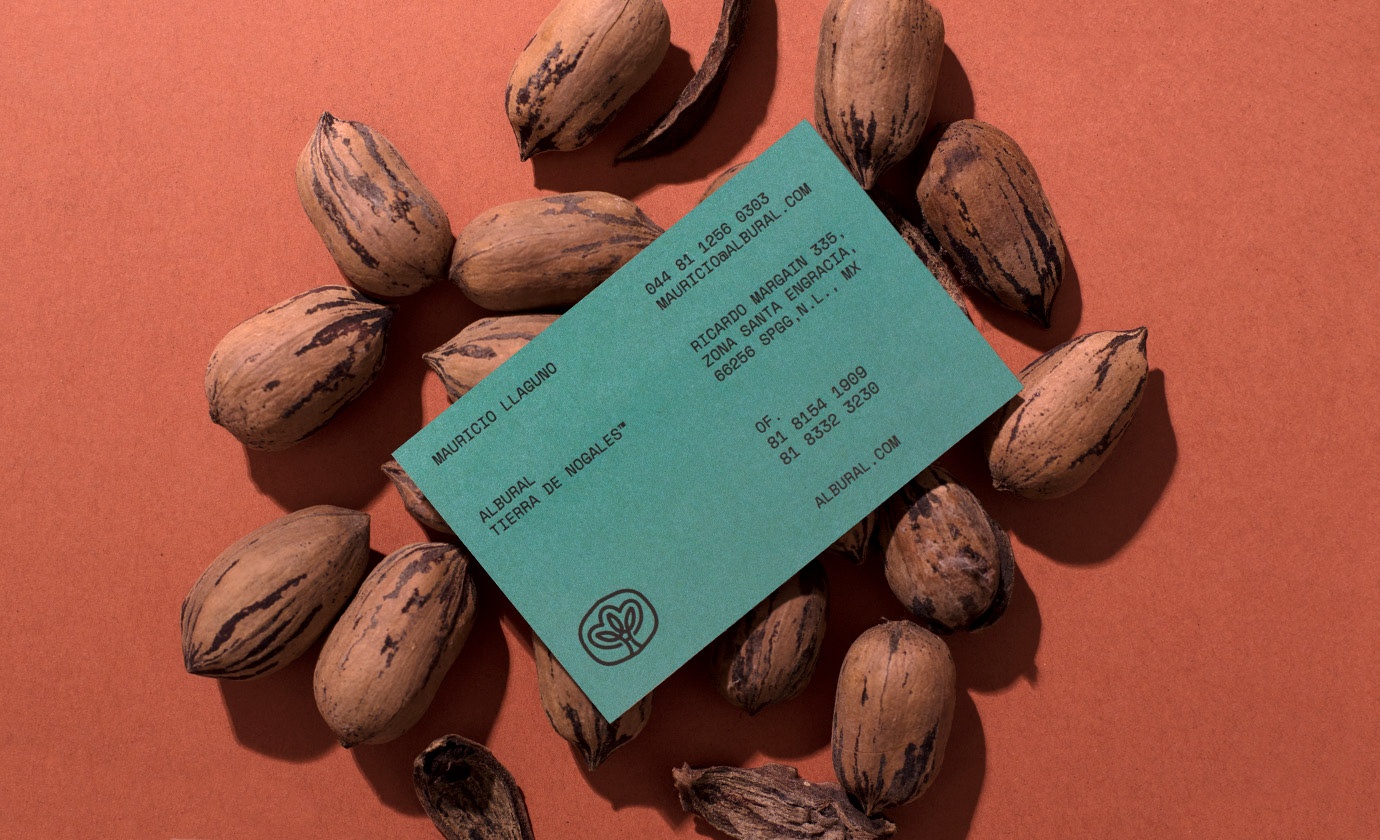 MAURICIO LLAGUNO
ALBURAL
TIERRA DE NOGALES™
044 81 1256 0303
MAURICIO@ALBURAL.COM
RICARDO MARGAIN 335,
ZONA SANTA ENGRACIA,
66256 SPGG,N.L., MX
OF.
81 8154 1909
81 8332 3230
ALBURAL.COM